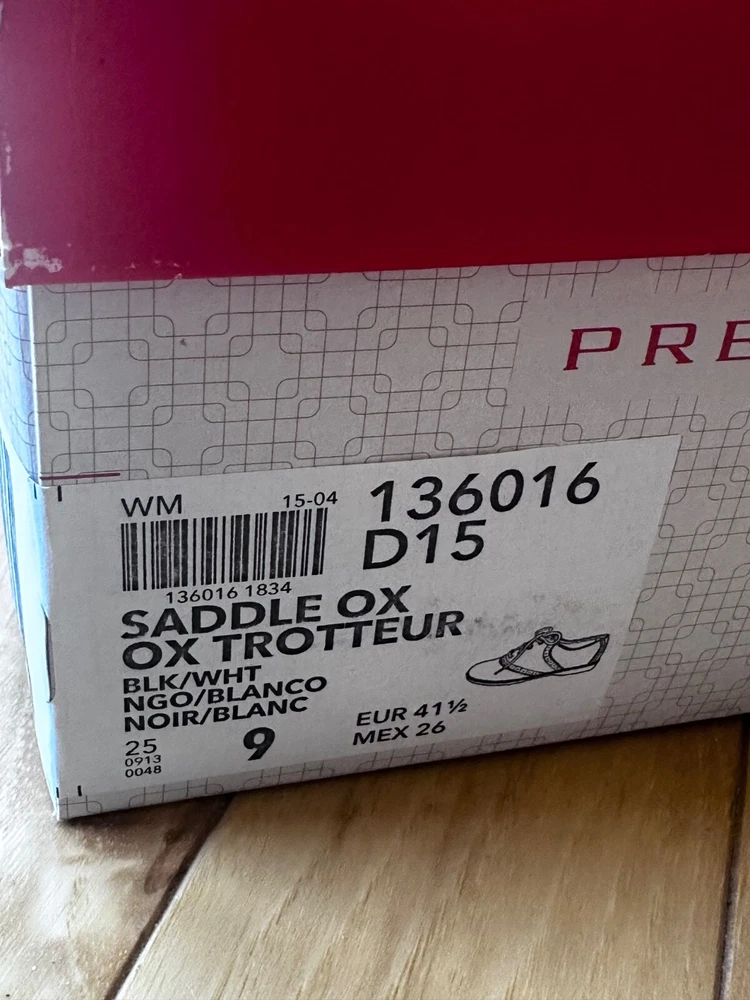 PRE
WM 15-04
136016 1834
136016
D15
SADDLE OX
OX TROTTEUR
BLK/WHT
NGO/BLANCO
NOIR/BLANC
25
0913
0048
9
EUR 41½
MEX 26